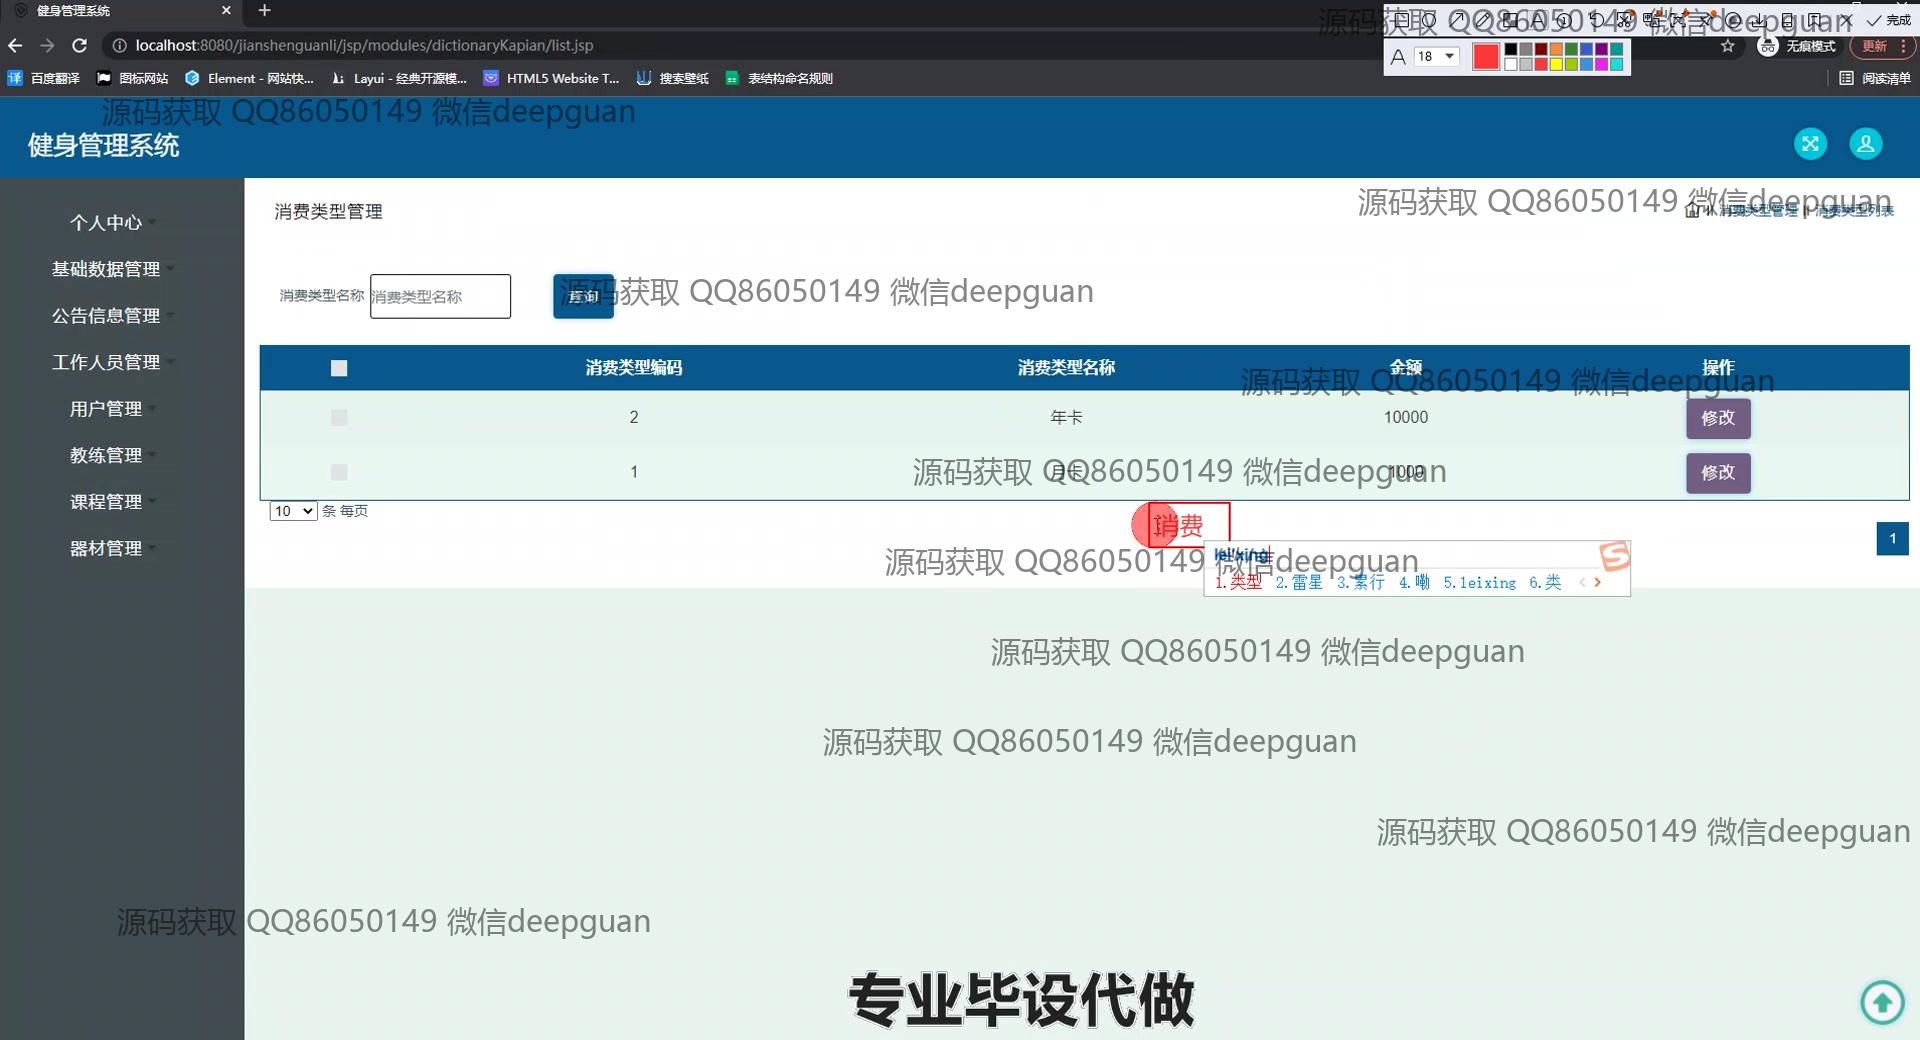 健身管理系统
源码获取 QQ86050149 微信deepguan
完成
localhost:8080/jianshenguanli/jsp/modules/dictionaryKapian/list.jsp
无痕模式
更新
A 18
百度翻译
图标网站
Element - 网站快...
Layui - 经典开源模...
HTML5 Website T...
搜索壁纸
表结构命名规则
阅读清单
源码获取 QQ86050149 微信deepguan
健身管理系统
个人中心
基础数据管理
公告信息管理
工作人员管理
用户管理
教练管理
课程管理
器材管理
消费类型管理
源码获取 QQ86050149 微信deepguan
消费类型管理
消费类型列表
消费类型名称
消费类型名称
查询
源码获取 QQ86050149 微信deepguan
消费类型编码 消费类型名称 金额 操作
源码获取 QQ86050149 微信deepguan
2 年卡 10000 修改
1 月卡 1000 修改
源码获取 QQ86050149 微信deepguan
10 条 每页
消费
1
源码获取 QQ86050149 微信deepguan
lei'xing
1.类型 2.雷星 3.累行 4.嘞 5.leixing 6.类
源码获取 QQ86050149 微信deepguan
源码获取 QQ86050149 微信deepguan
源码获取 QQ86050149 微信deepguan
源码获取 QQ86050149 微信deepguan
专业毕设代做